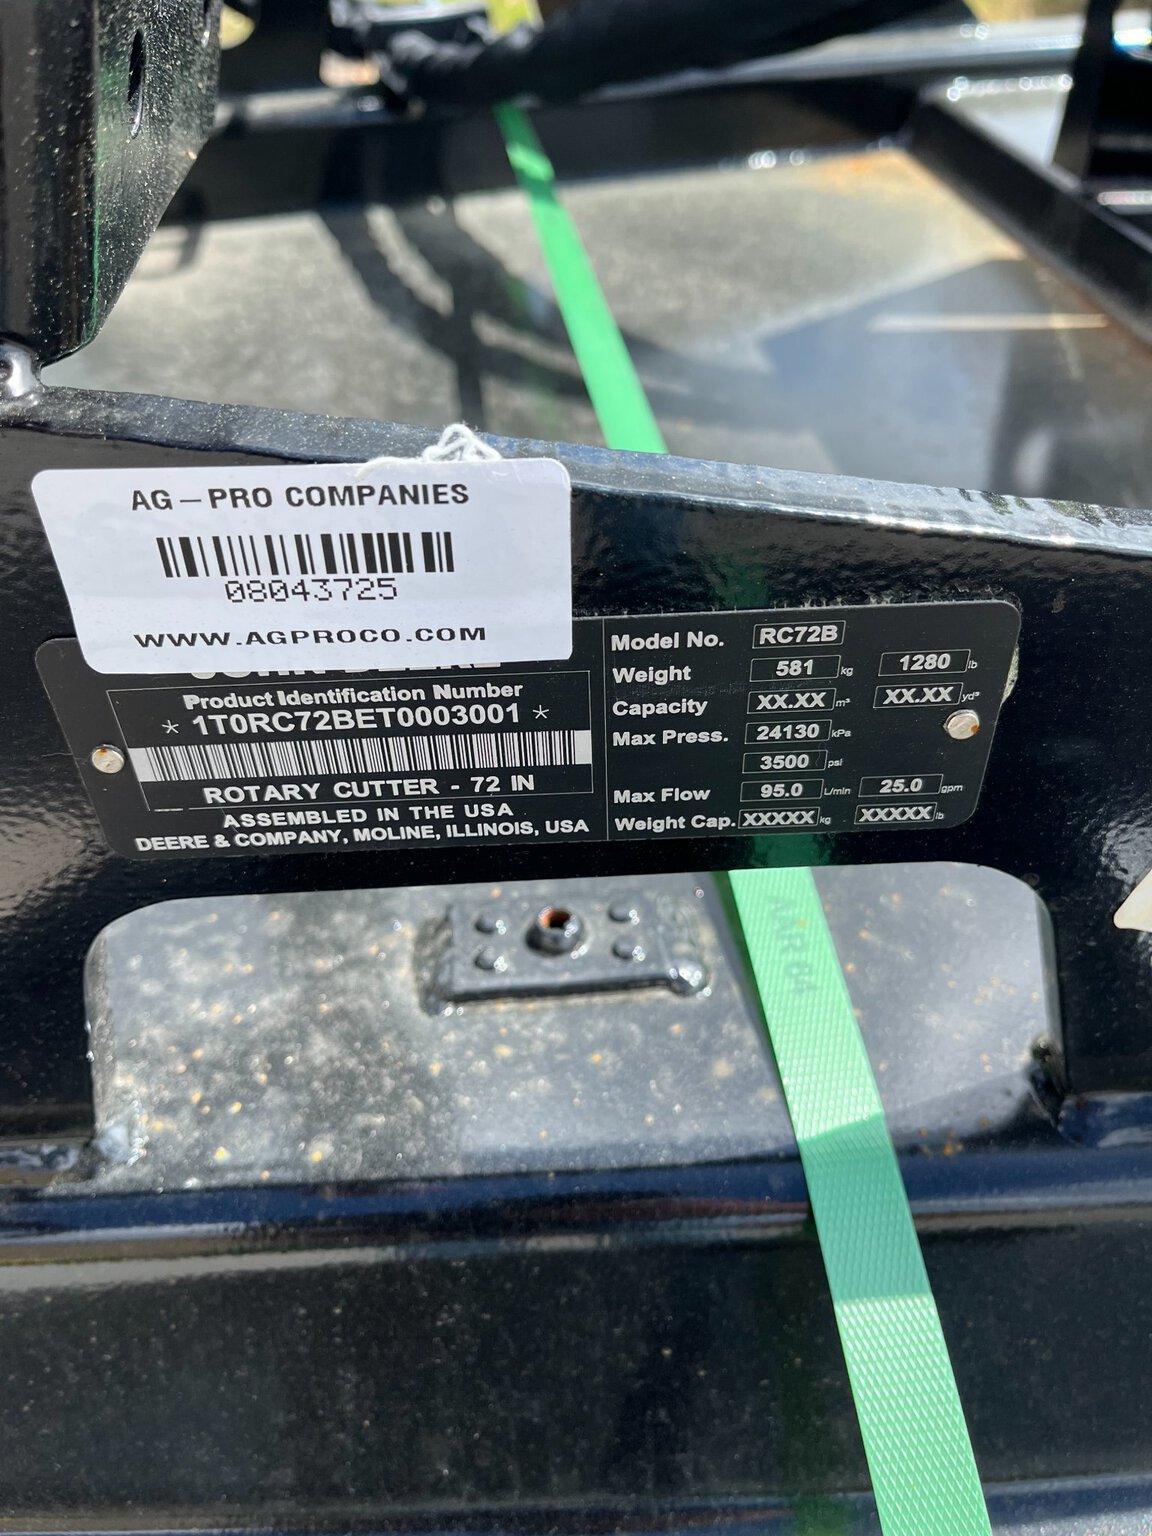 AG-PRO COMPANIES
08043725
WWW.AGPROCO.COM
JOHN DEERE
Product Identification Number
* 1T0RC72BET0003001 *
ROTARY CUTTER - 72 IN
ASSEMBLED IN THE USA
DEERE & COMPANY, MOLINE, ILLINOIS, USA
Model No. RC72B
Weight 581 kg 1280 lb
Capacity XX.XX m³ XX.XX yd³
Max Press. 24130 kPa
3500 psi
Max Flow 95.0 L/min 25.0 gpm
Weight Cap. XXXXX kg XXXXX lb